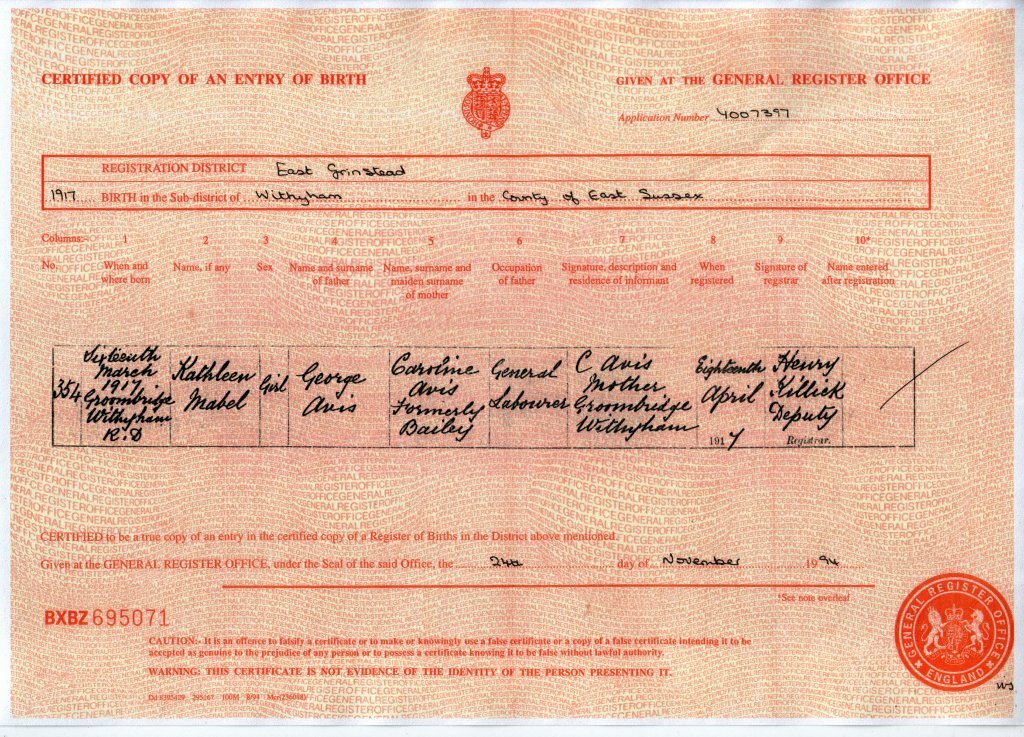 CERTIFIED COPY OF AN ENTRY OF BIRTH
GIVEN AT THE GENERAL REGISTER OFFICE
Application Number 4007397
REGISTRATION DISTRICT East Grinstead
1917 BIRTH in the Sub-district of Withyham in the County of East Sussex
Columns:- 1 2 3 4 5 6 7 8 9 10*
No. When and where born Name, if any Sex Name and surname of father Name, surname and maiden surname of mother Occupation of father Signature, description and residence of informant When registered Signature of registrar Name entered after registration
354
Sixteenth
March
1917
Groombridge
Withyham
R.D
Kathleen
Mabel
Girl
George
Avis
Caroline
Avis
Formerly
Bailey
General
Labourer
C Avis
Mother
Groombridge
Withyham
Eighteenth
April
1917
Henry
Killick
Deputy
Registrar.
CERTIFIED to be a true copy of an entry in the certified copy of a Register of Births in the District above mentioned.
Given at the GENERAL REGISTER OFFICE, under the Seal of the said Office, the 24th day of November 1994
*See note overleaf
BXBZ 695071
CAUTION:- It is an offence to falsify a certificate or to make or knowingly use a false certificate or a copy of a false certificate intending it to be
accepted as genuine to the prejudice of any person or to possess a certificate knowing it to be false without lawful authority.
WARNING: THIS CERTIFICATE IS NOT EVIDENCE OF THE IDENTITY OF THE PERSON PRESENTING IT.
GENERAL REGISTER OFFICE
ENGLAND
WS